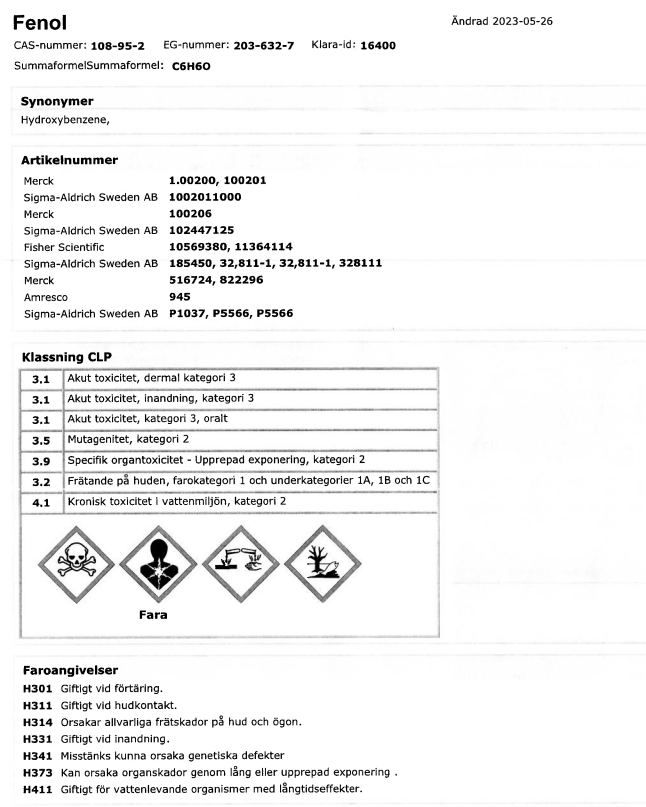 Fenol
Ändrad 2023-05-26
CAS-nummer: 108-95-2 EG-nummer: 203-632-7 Klara-id: 16400
SummaformelSummaformel: C6H6O
Synonymer
Hydroxybenzene,
Artikelnummer
Merck 1.00200, 100201
Sigma-Aldrich Sweden AB 1002011000
Merck 100206
Sigma-Aldrich Sweden AB 102447125
Fisher Scientific 10569380, 11364114
Sigma-Aldrich Sweden AB 185450, 32,811-1, 32,811-1, 328111
Merck 516724, 822296
Amresco 945
Sigma-Aldrich Sweden AB P1037, P5566, P5566
Klassning CLP
3.1 Akut toxicitet, dermal kategori 3
3.1 Akut toxicitet, inandning, kategori 3
3.1 Akut toxicitet, kategori 3, oralt
3.5 Mutagenitet, kategori 2
3.9 Specifik organtoxicitet - Upprepad exponering, kategori 2
3.2 Frätande på huden, farokategori 1 och underkategorier 1A, 1B och 1C
4.1 Kronisk toxicitet i vattenmiljön, kategori 2
Fara
Faroangivelser
H301 Giftigt vid förtäring.
H311 Giftigt vid hudkontakt.
H314 Orsakar allvarliga frätskador på hud och ögon.
H331 Giftigt vid inandning.
H341 Misstänks kunna orsaka genetiska defekter
H373 Kan orsaka organskador genom lång eller upprepad exponering .
H411 Giftigt för vattenlevande organismer med långtidseffekter.